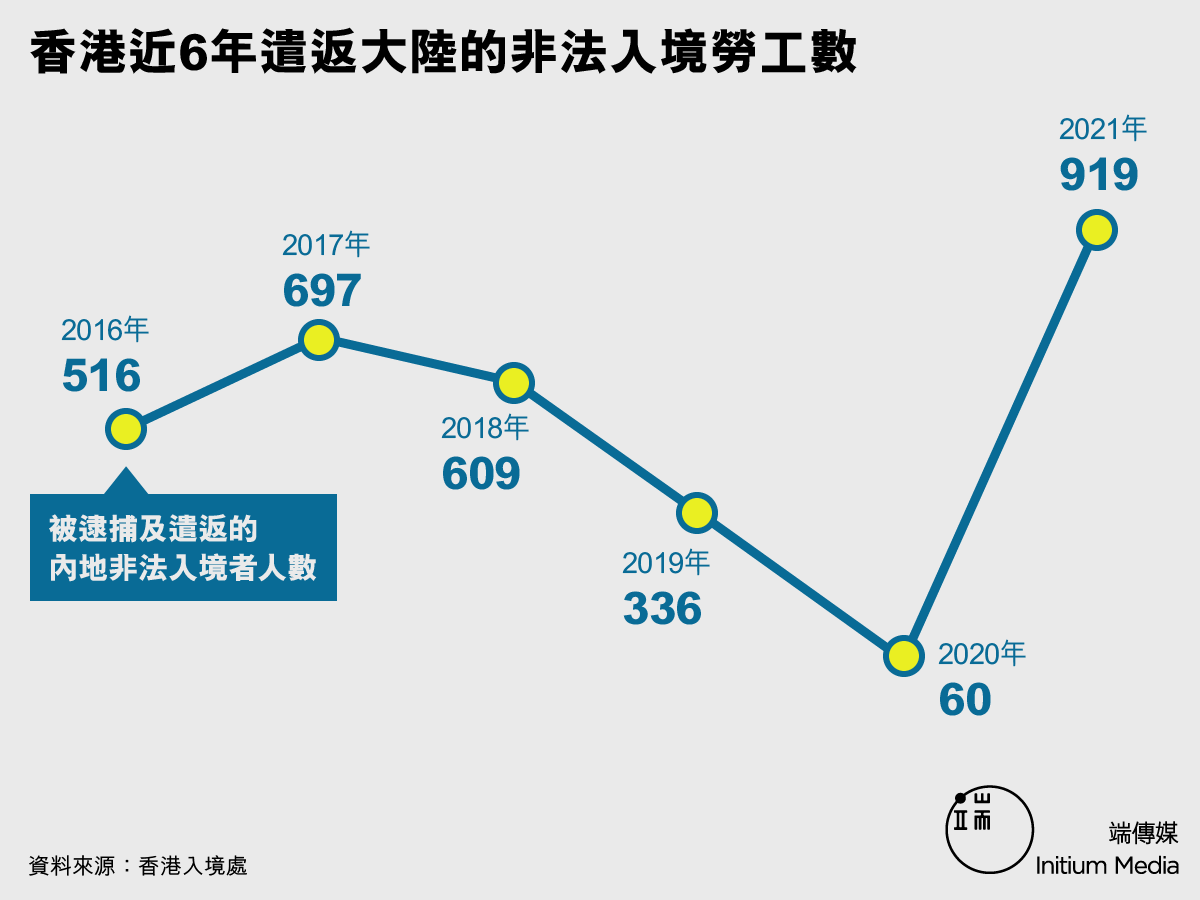 香港近6年遣返大陸的非法入境勞工數
2016年
516
2017年
697
2018年
609
2019年
336
2020年
60
2021年
919
被逮捕及遣返的
內地非法入境者人數
資料來源：香港入境處
端
端傳媒
Initium Media